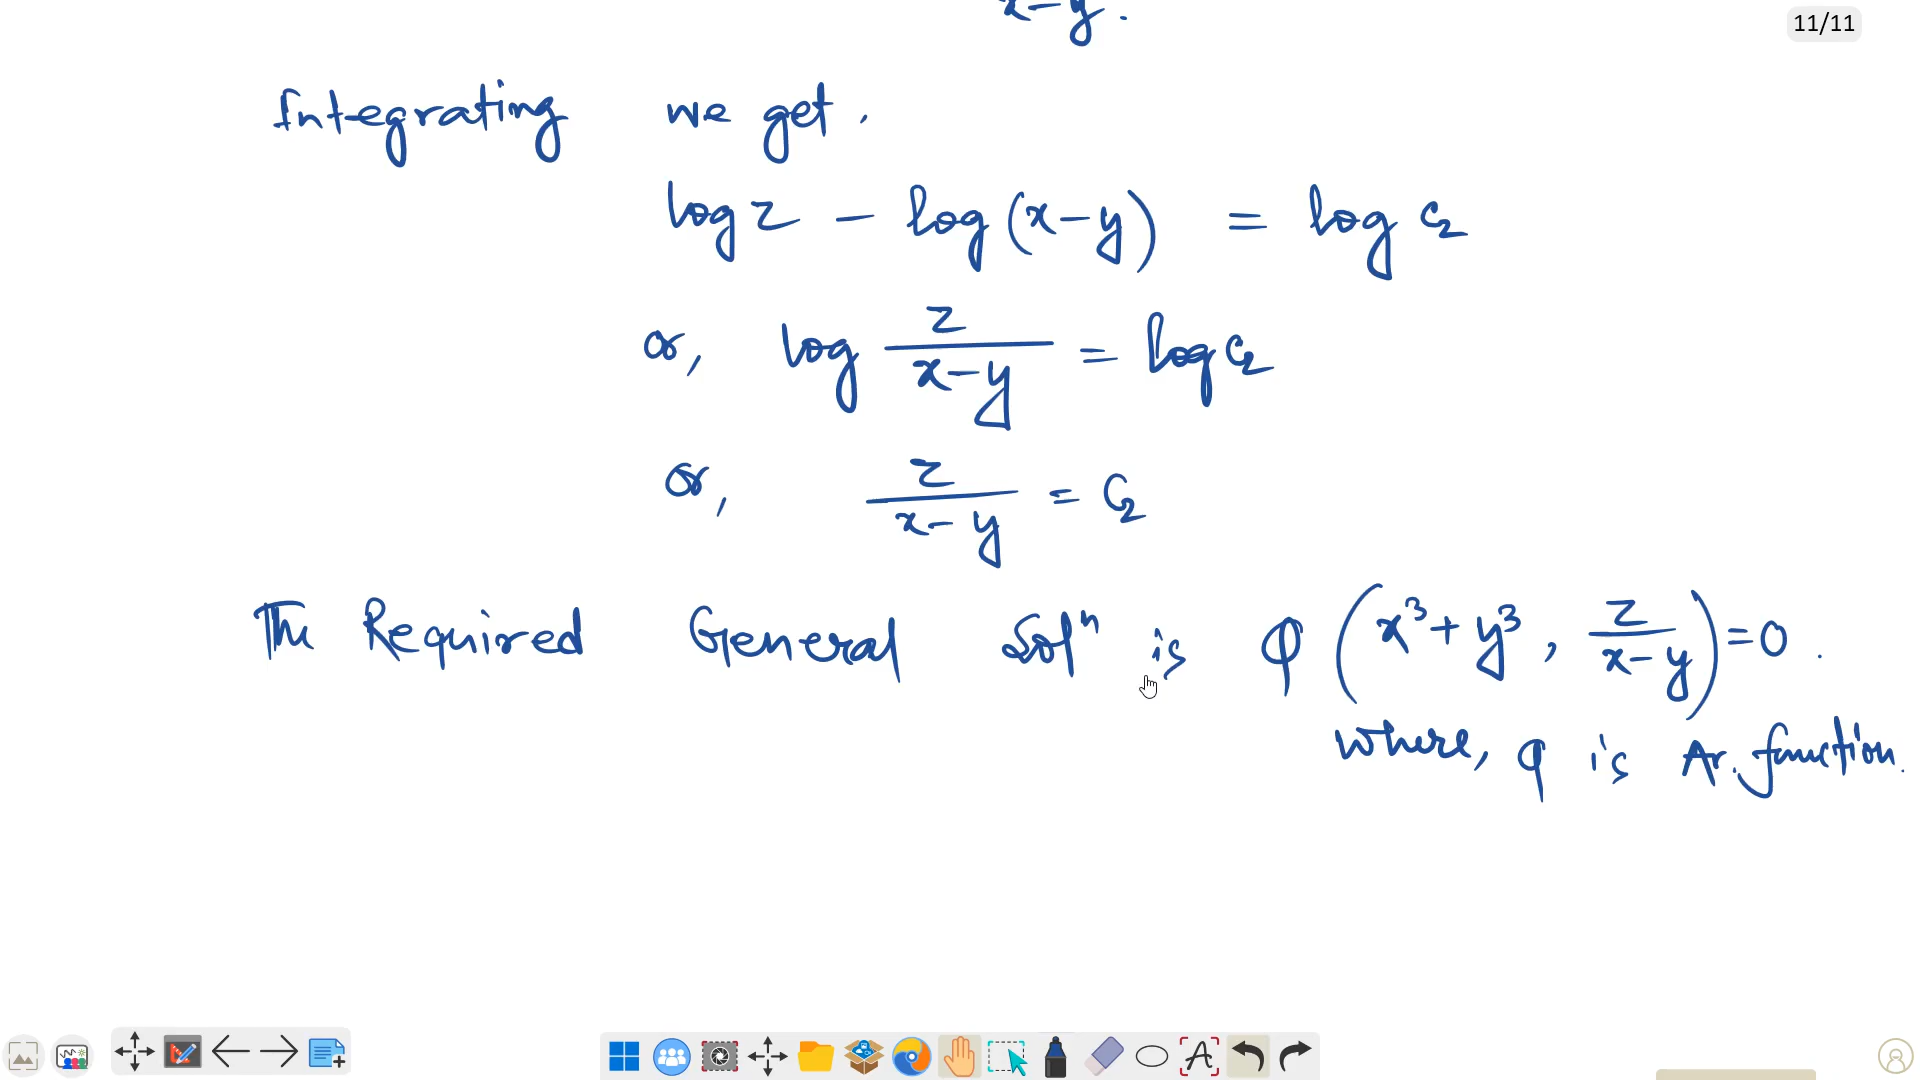 x-y.
11/11
Integrating we get.
log z - log (x-y) = log c₂
or, log z/(x-y) = log c₂
or, z/(x-y) = c₂
The Required General Solⁿ is φ(x³+y³, z/(x-y)) = 0.
where, φ is Ar. function.